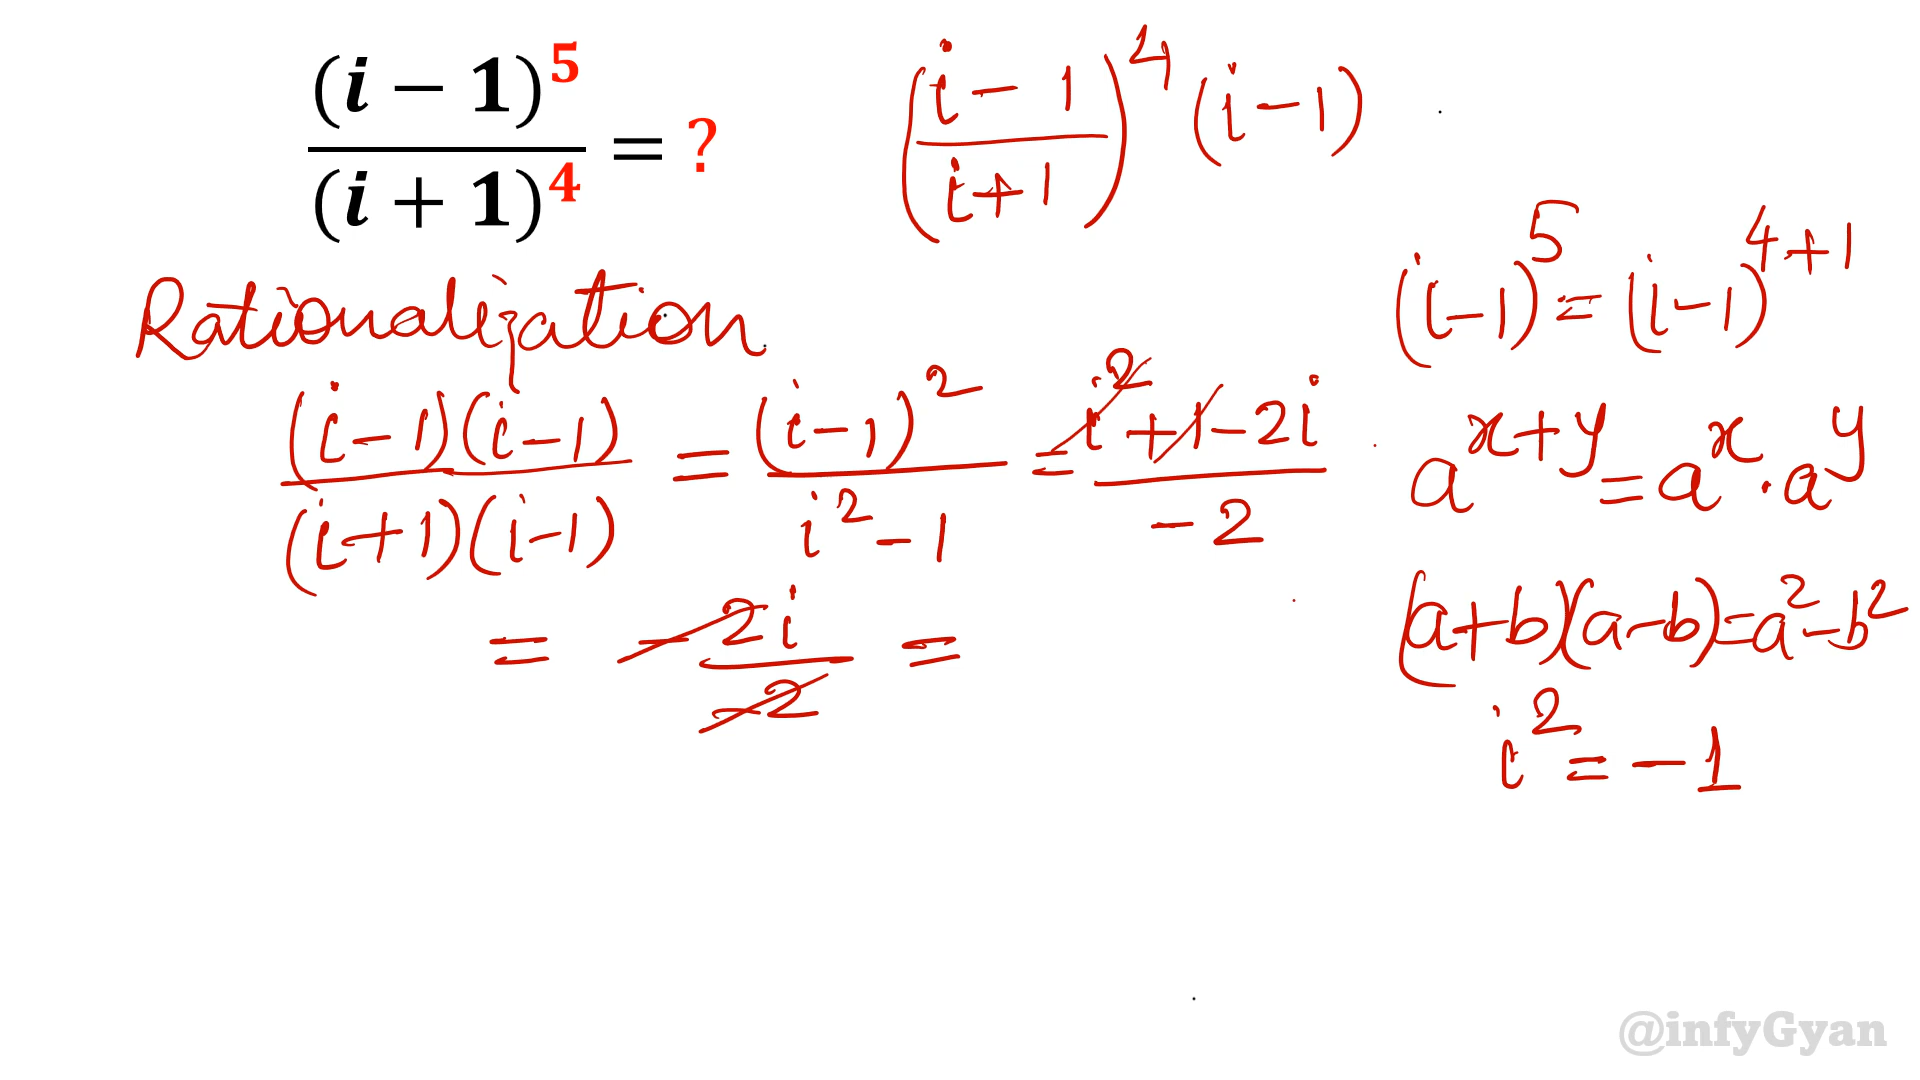 (i − 1)^5 / (i + 1)^4 = ?
((i − 1)/(i + 1))^4 (i − 1)
(i − 1)^5 = (i − 1)^{4+1}
Rationalization
(i − 1)(i − 1) / (i + 1)(i − 1) = (i − 1)^2 / i^2 − 1 = i^2 + 1 − 2i / −2
a^{x+y} = a^x · a^y
= −2i / −2 =
(a+b)(a−b) = a^2 − b^2
i^2 = −1
@infyGyan